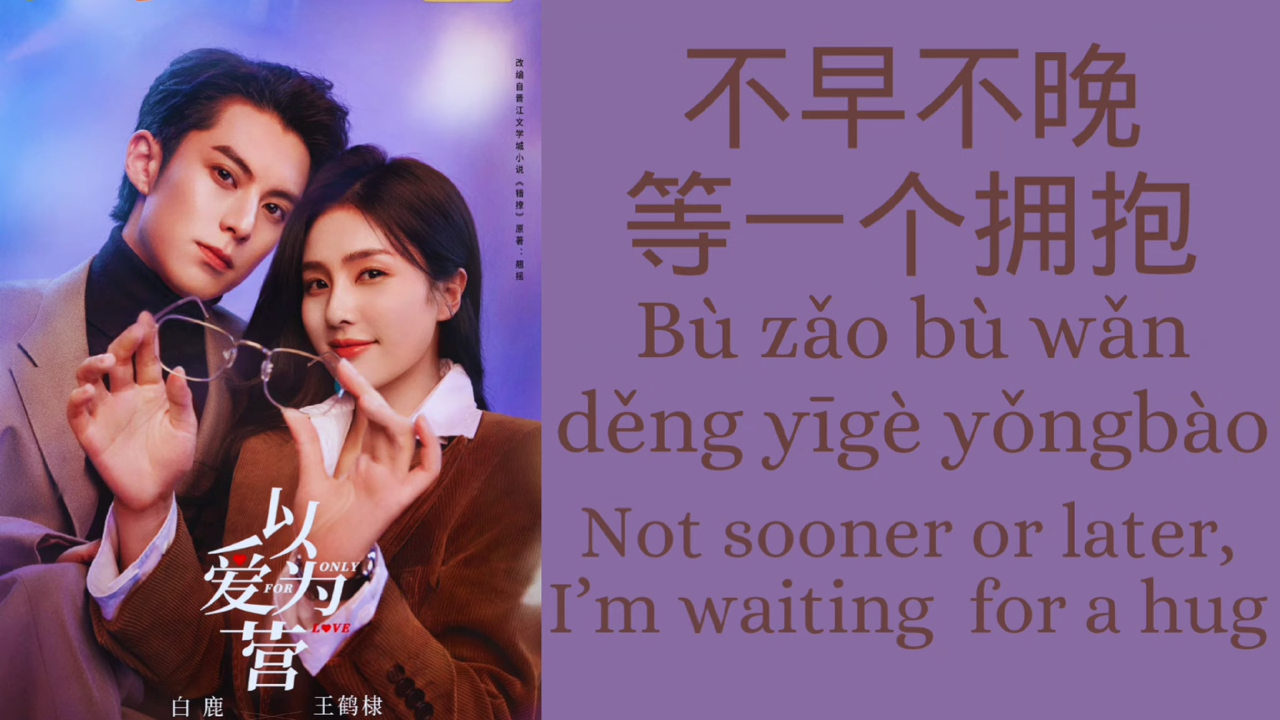 改编自晋江文学城小说《错撩》原著：翘摇
以爱为营
ONLY
FOR
LOVE
白鹿 王鹤棣
不早不晚
等一个拥抱
Bù zǎo bù wǎn
děng yīgè yǒngbào
Not sooner or later,
I’m waiting for a hug